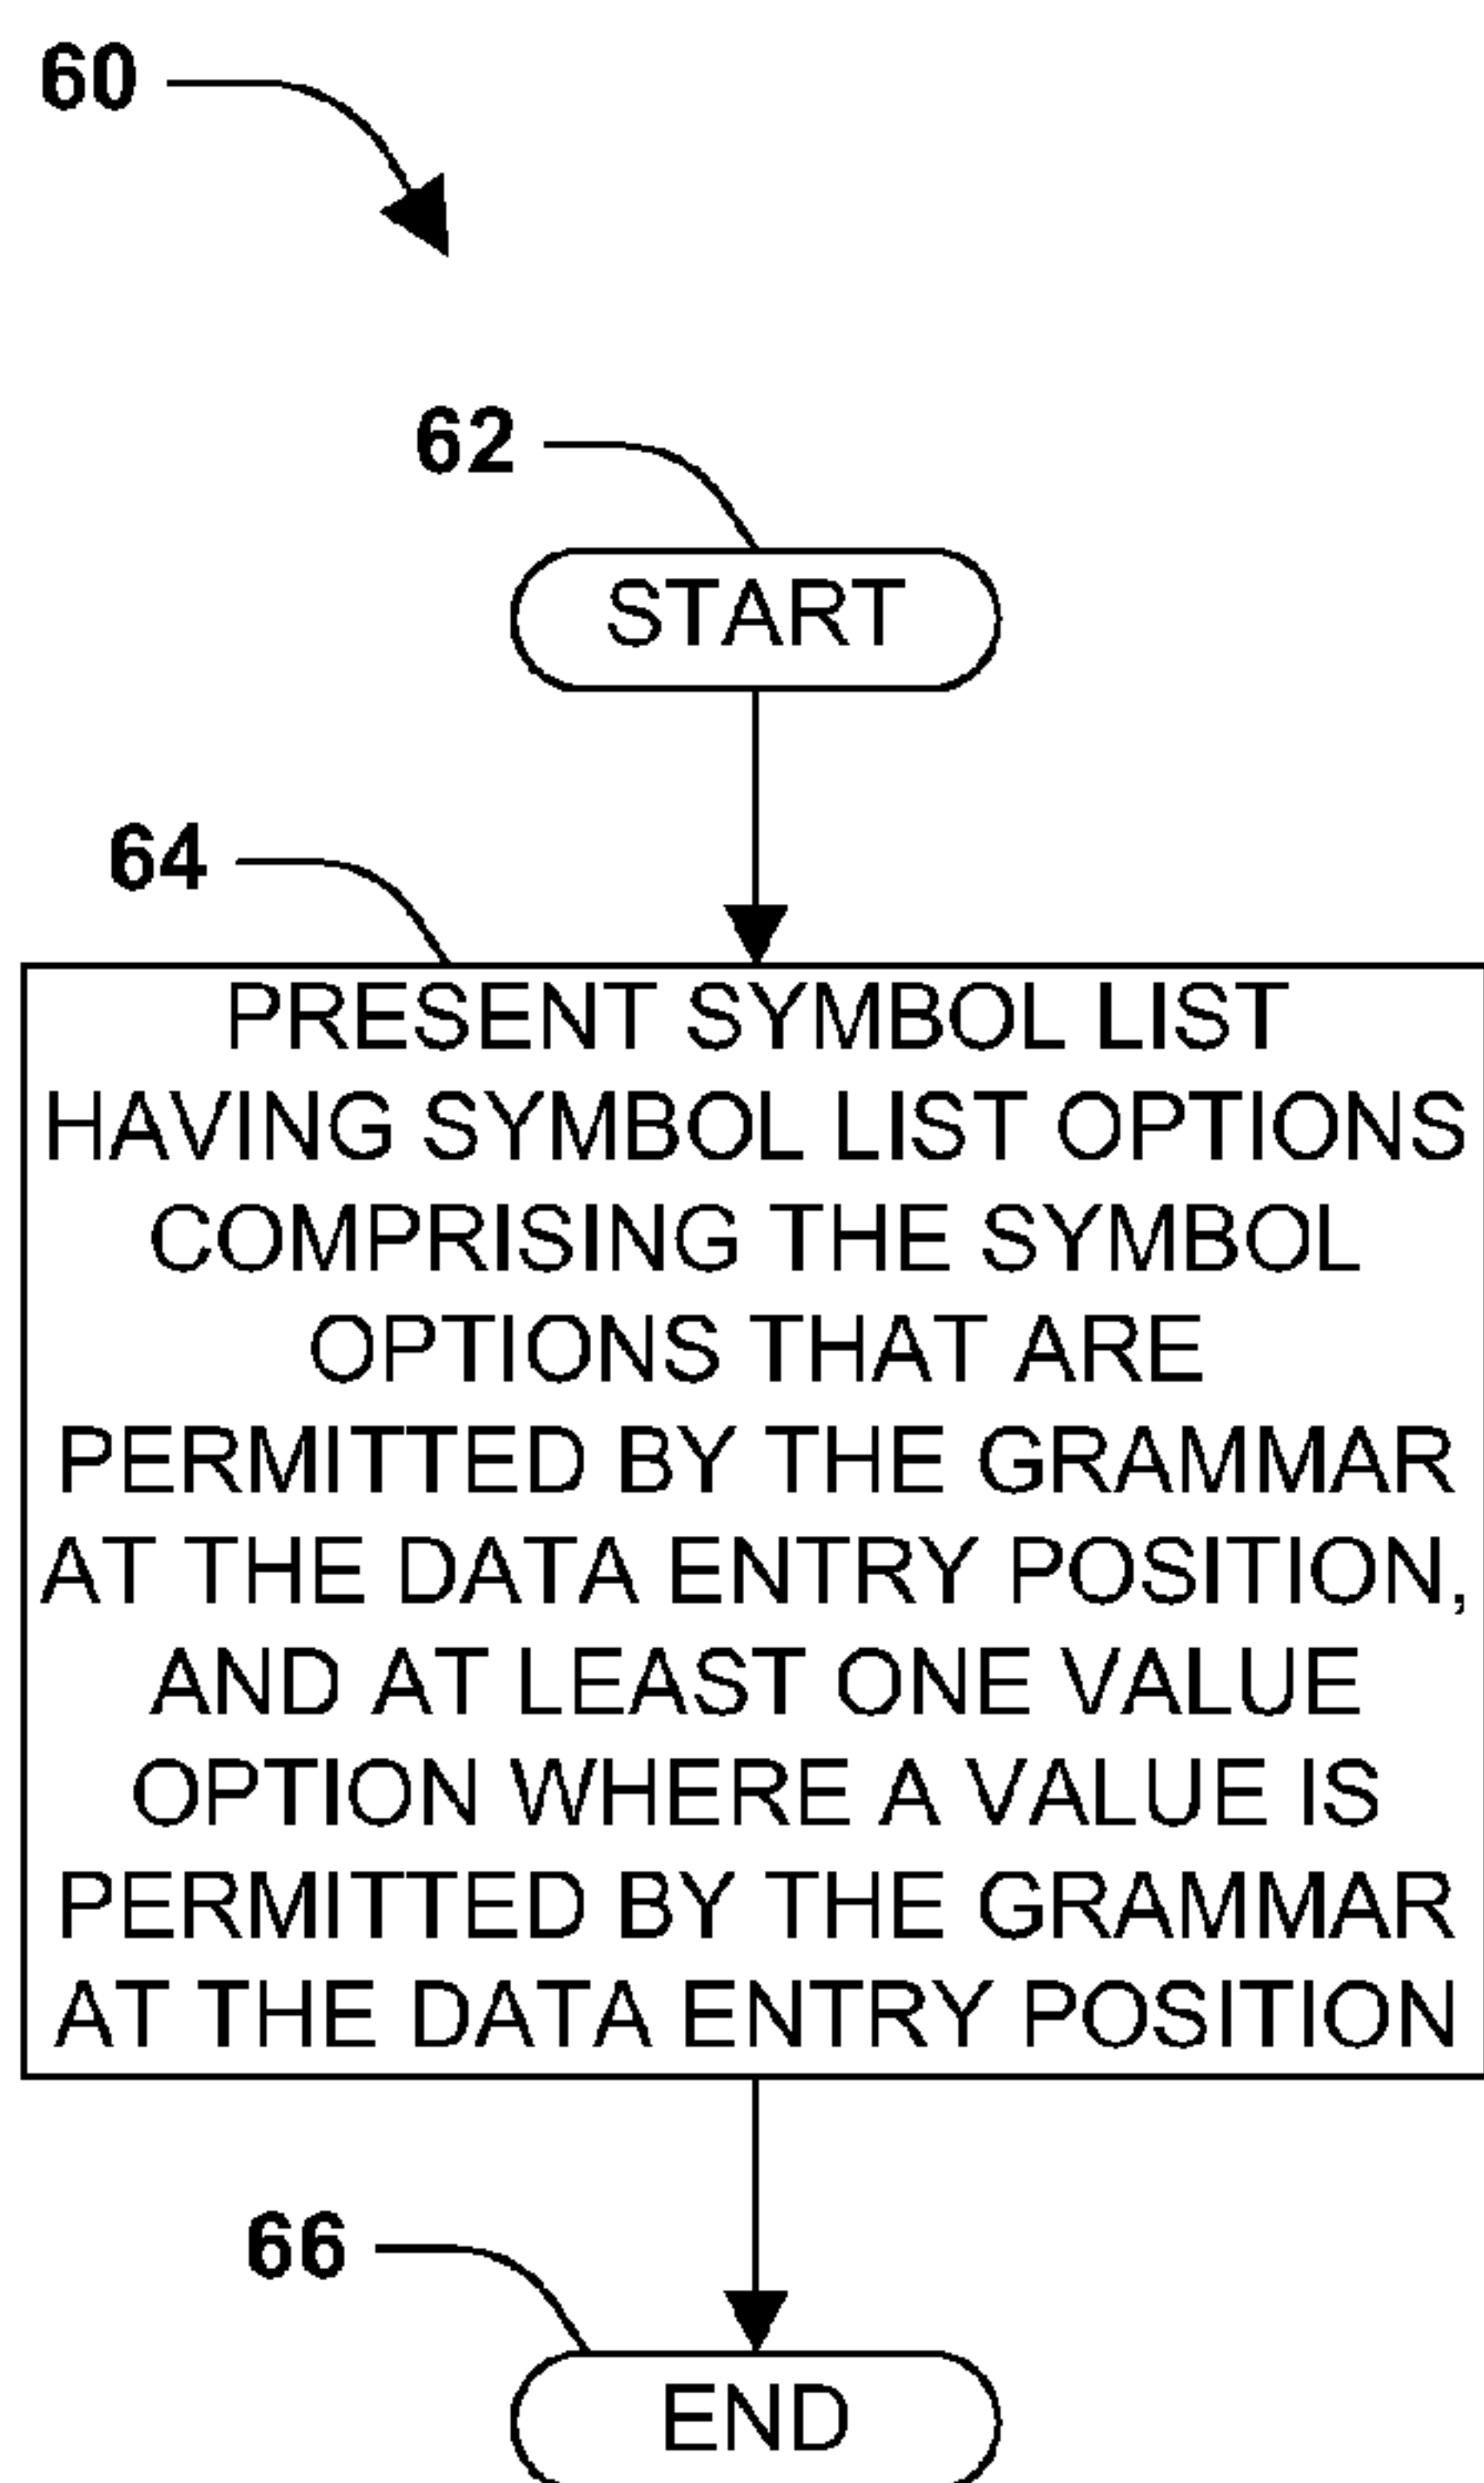 60
62
START
64
PRESENT SYMBOL LIST
HAVING SYMBOL LIST OPTIONS
COMPRISING THE SYMBOL
OPTIONS THAT ARE
PERMITTED BY THE GRAMMAR
AT THE DATA ENTRY POSITION,
AND AT LEAST ONE VALUE
OPTION WHERE A VALUE IS
PERMITTED BY THE GRAMMAR
AT THE DATA ENTRY POSITION
66
END